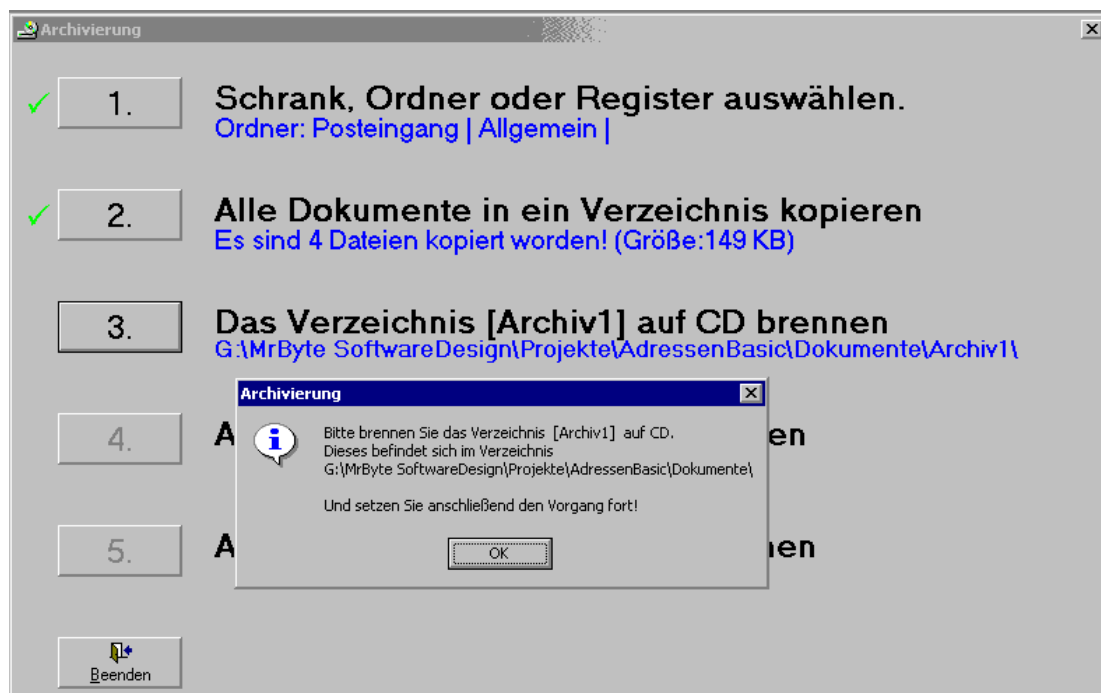 Archivierung
1.
Schrank, Ordner oder Register auswählen.
Ordner: Posteingang | Allgemein |
2.
Alle Dokumente in ein Verzeichnis kopieren
Es sind 4 Dateien kopiert worden! (Größe:149 KB)
3.
Das Verzeichnis [Archiv1] auf CD brennen
G:\MrByte SoftwareDesign\Projekte\AdressenBasic\Dokumente\Archiv1\
Archivierung
Bitte brennen Sie das Verzeichnis [Archiv1] auf CD.
Dieses befindet sich im Verzeichnis
G:\MrByte SoftwareDesign\Projekte\AdressenBasic\Dokumente\
Und setzen Sie anschließend den Vorgang fort!
OK
4.
5.
Beenden